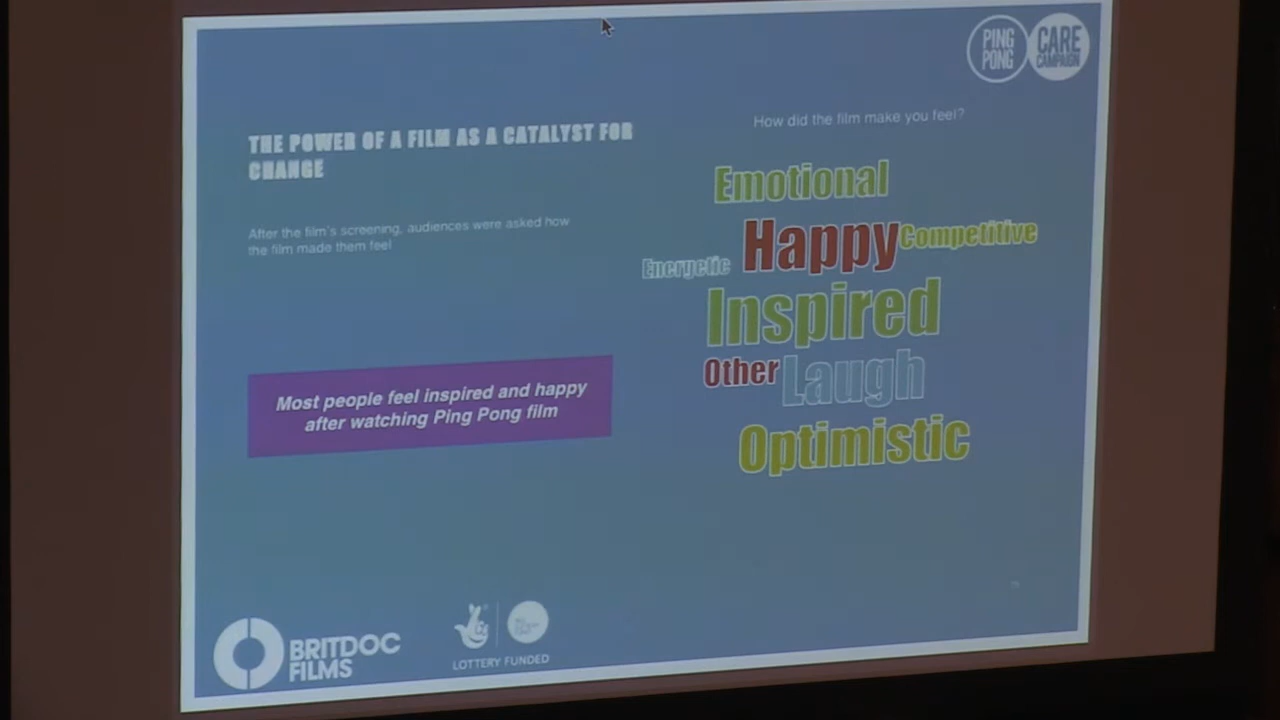 PING
PONG
CARE
CAMPAIGN
THE POWER OF A FILM AS A CATALYST FOR
CHANGE
After the film's screening, audiences were asked how
the film made them feel
Most people feel inspired and happy
after watching Ping Pong film
How did the film make you feel?
Emotional
Happy Competitive
Energetic
Inspired
Other Laugh
Optimistic
BRITDOC
FILMS
LOTTERY FUNDED